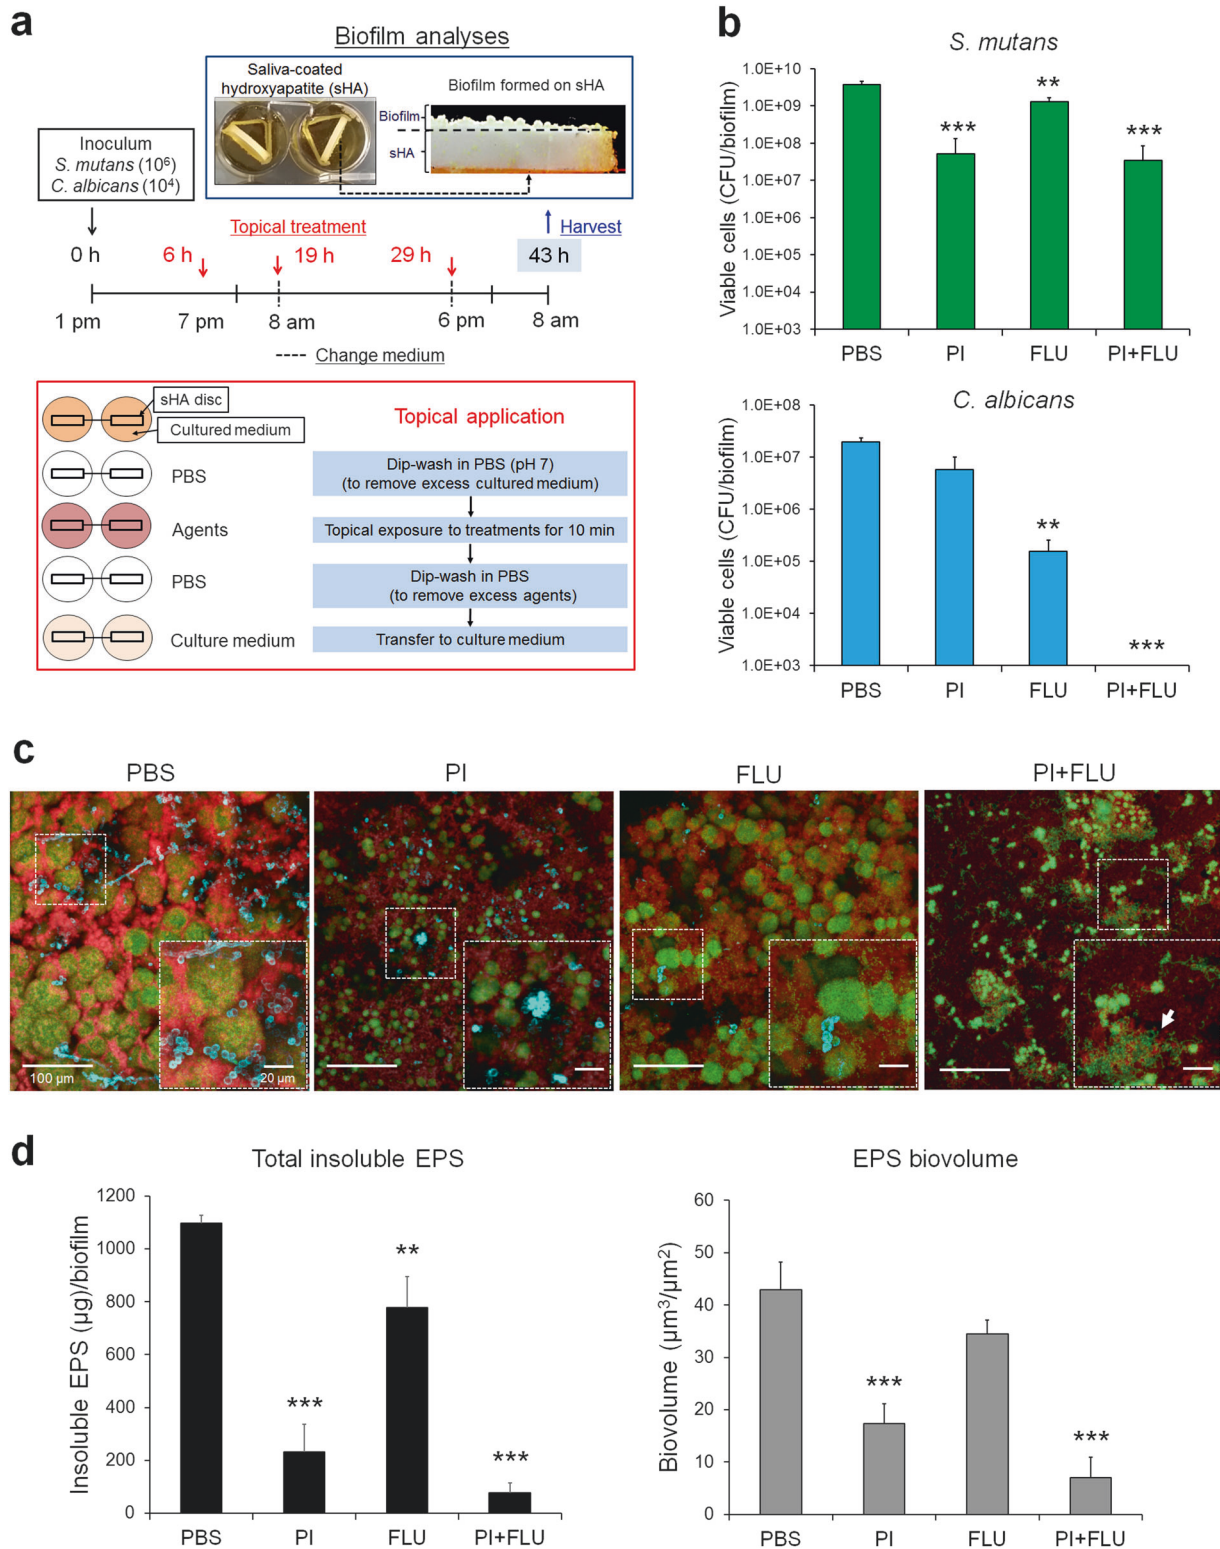 a
Biofilm analyses
Saliva-coated
hydroxyapatite (sHA)
Biofilm formed on sHA
Biofilm
sHA
Inoculum
S. mutans (10⁶)
C. albicans (10⁴)
Topical treatment
Harvest
0 h
6 h
19 h
29 h
43 h
1 pm
7 pm
8 am
6 pm
8 am
Change medium
sHA disc
Cultured medium
PBS
Agents
PBS
Culture medium
Topical application
Dip-wash in PBS (pH 7)
(to remove excess cultured medium)
Topical exposure to treatments for 10 min
Dip-wash in PBS
(to remove excess agents)
Transfer to culture medium
b
S. mutans
Viable cells (CFU/biofilm)
1.0E+10
1.0E+09
1.0E+08
1.0E+07
1.0E+06
1.0E+05
1.0E+04
1.0E+03
***
**
***
PBS
PI
FLU
PI+FLU
C. albicans
Viable cells (CFU/biofilm)
1.0E+08
1.0E+07
1.0E+06
1.0E+05
1.0E+04
1.0E+03
**
***
PBS
PI
FLU
PI+FLU
c
PBS
PI
FLU
PI+FLU
100 µm
20 µm
d
Total insoluble EPS
Insoluble EPS (µg)/biofilm
1200
1000
800
600
400
200
0
***
**
***
PBS
PI
FLU
PI+FLU
EPS biovolume
Biovolume (µm³/µm²)
60
50
40
30
20
10
0
***
***
PBS
PI
FLU
PI+FLU